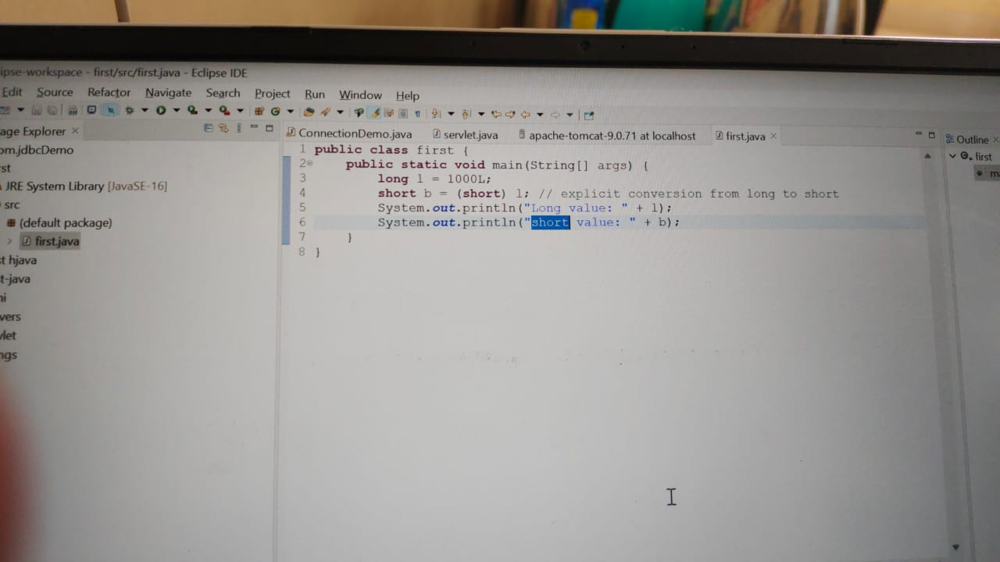 ipse-workspace - first/src/first.java - Eclipse IDE
Edit Source Refactor Navigate Search Project Run Window Help
age Explorer ×
ConnectionDemo.java servlet.java apache-tomcat-9.0.71 at localhost first.java ×
Outline ×
om.jdbcDemo
rst
JRE System Library [JavaSE-16]
src
(default package)
first.java
t hjava
t-java
ni
vers
vlet
ngs
1 public class first {
2 public static void main(String[] args) {
3 long l = 1000L;
4 short b = (short) l; // explicit conversion from long to short
5 System.out.println("Long value: " + l);
6 System.out.println("short value: " + b);
7 }
8 }
first
ma